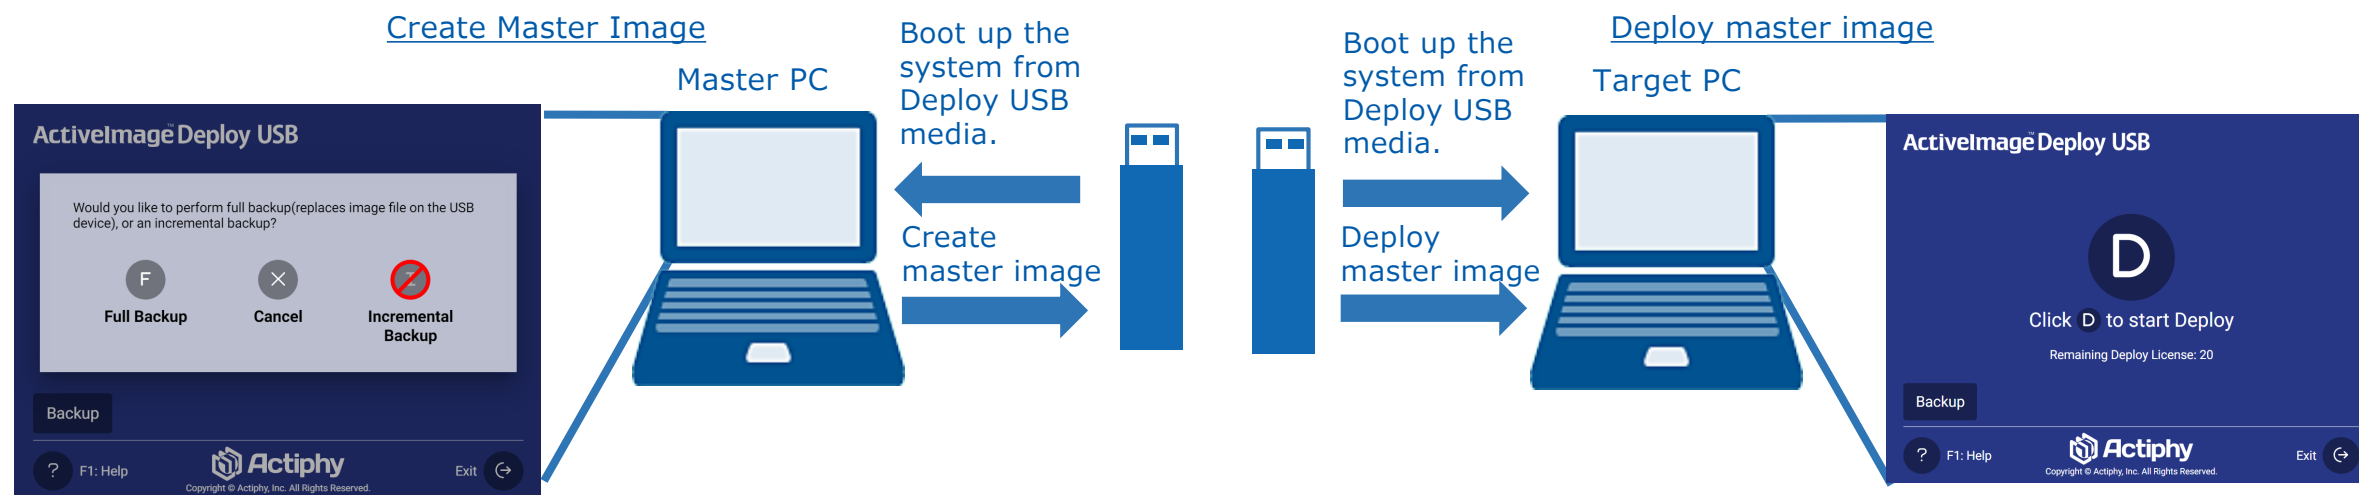 Create Master Image
Master PC
Boot up the
system from
Deploy USB
media.
Create
master image
ActiveImage™ Deploy USB
Would you like to perform full backup(replaces image file on the USB
device), or an incremental backup?
F
Full Backup
Cancel
I
Incremental
Backup
Backup
? F1: Help
Actiphy
Copyright © Actiphy, Inc. All Rights Reserved.
Exit
Deploy master image
Boot up the
system from
Deploy USB
media.
Target PC
Deploy
master image
ActiveImage™ Deploy USB
D
Click D to start Deploy
Remaining Deploy License: 20
Backup
? F1: Help
Actiphy
Copyright © Actiphy, Inc. All Rights Reserved.
Exit